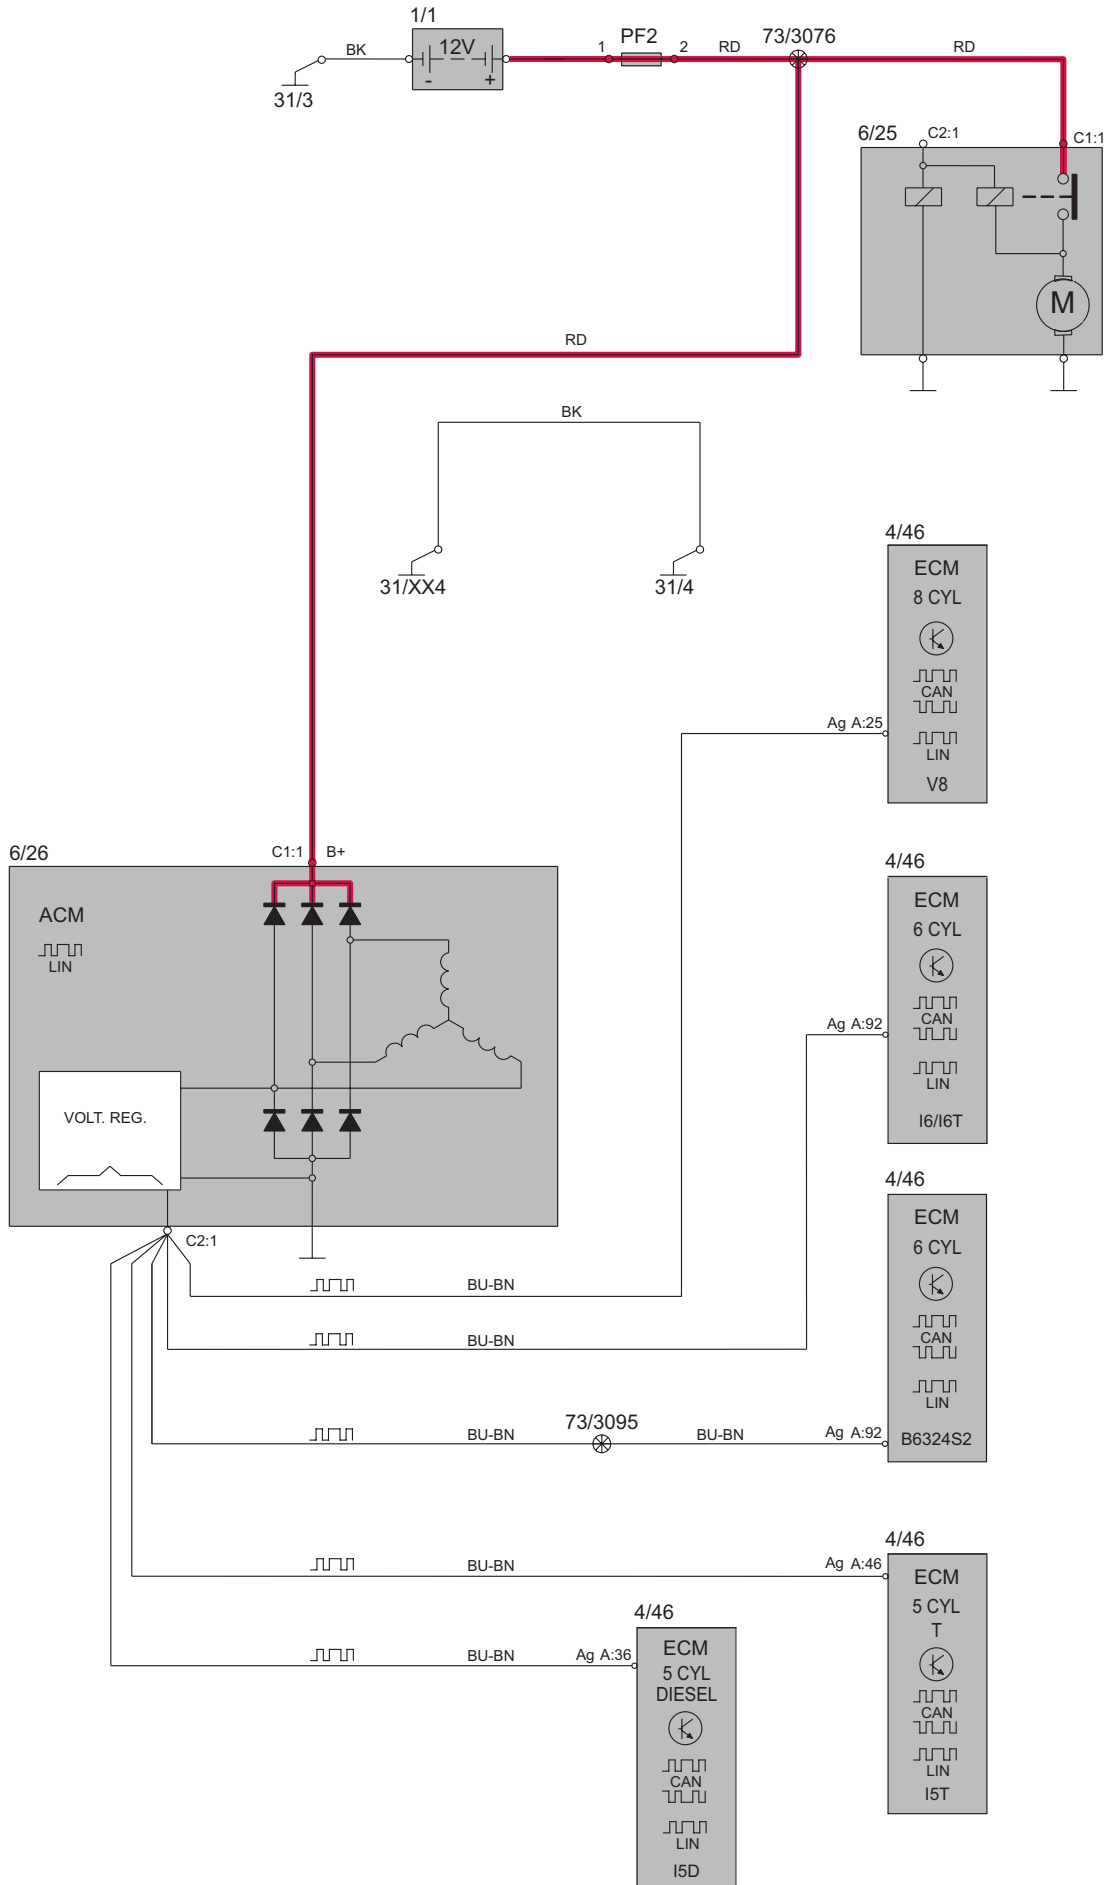 1/1
BK
12V
- +
31/3
1
PF2
2
RD
73/3076
RD
6/25
C2:1
C1:1
M
RD
BK
31/XX4
31/4
4/46
ECM
8 CYL
CAN
LIN
V8
Ag A:25
6/26
C1:1
B+
ACM
LIN
VOLT. REG.
C2:1
4/46
ECM
6 CYL
CAN
LIN
I6/I6T
Ag A:92
4/46
ECM
6 CYL
CAN
LIN
B6324S2
BU-BN
BU-BN
73/3095
BU-BN
BU-BN
Ag A:92
4/46
ECM
5 CYL
T
CAN
LIN
I5T
BU-BN
Ag A:46
4/46
ECM
5 CYL
DIESEL
CAN
LIN
I5D
BU-BN
Ag A:36